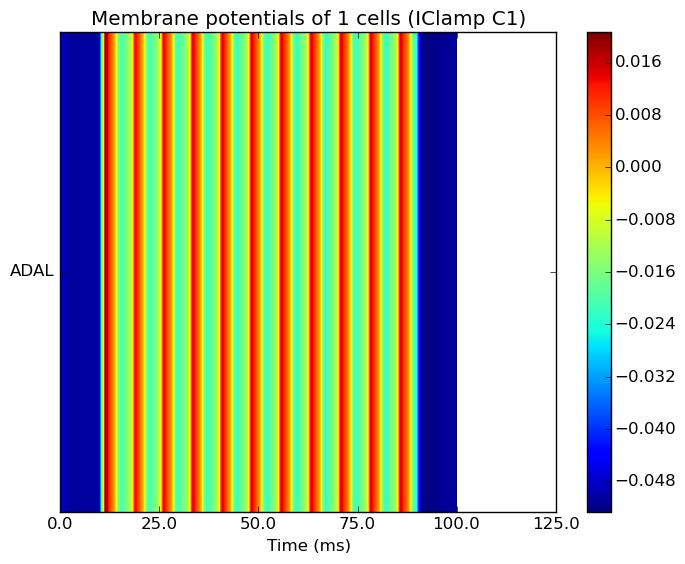 Membrane potentials of 1 cells (IClamp C1)
0.016
0.008
0.000
−0.008
ADAL
−0.016
−0.024
−0.032
−0.040
−0.048
0.0 25.0 50.0 75.0 100.0 125.0
Time (ms)